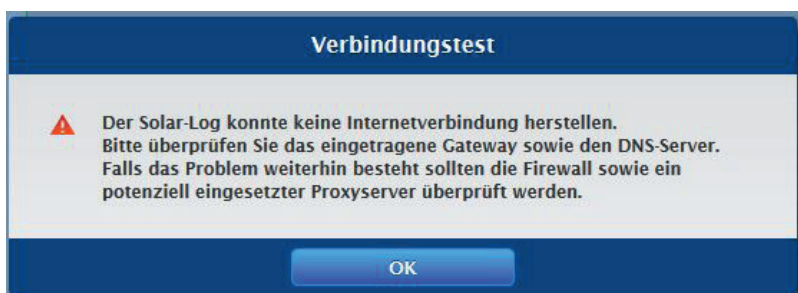 Verbindungstest
Der Solar-Log konnte keine Internetverbindung herstellen.
Bitte überprüfen Sie das eingetragene Gateway sowie den DNS-Server.
Falls das Problem weiterhin besteht sollten die Firewall sowie ein
potenziell eingesetzter Proxyserver überprüft werden.
OK